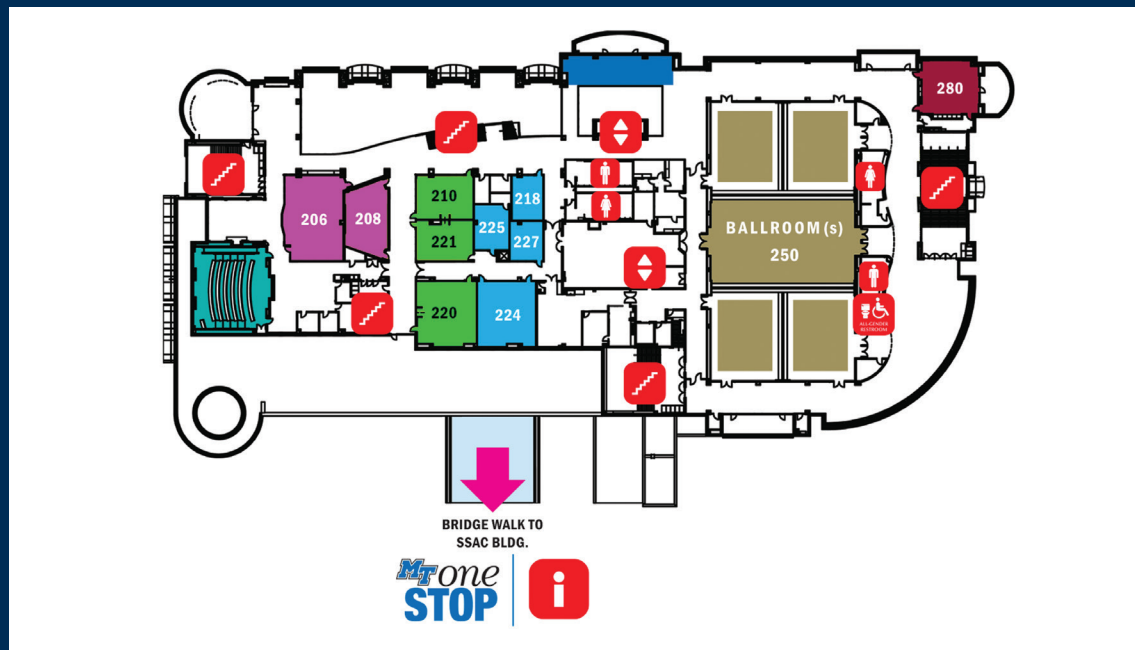 280
210
218
206
208
225
BALLROOM(s)
221
227
250
220
224
ALL-GENDER
RESTROOM
BRIDGE WALK TO
SSAC BLDG.
MT one
STOP
i